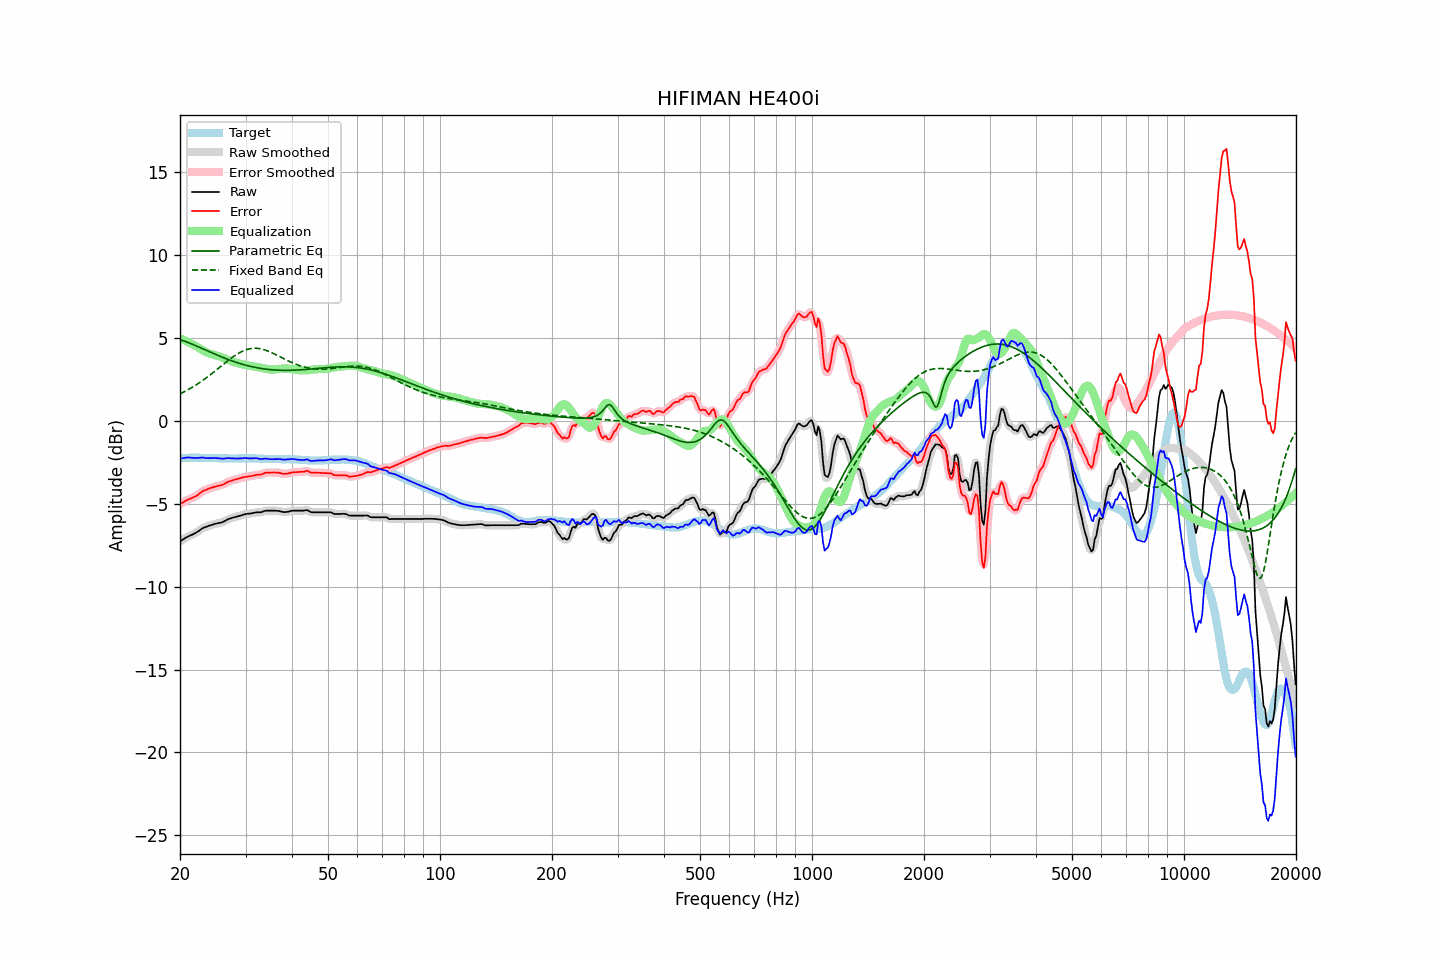 HIFIMAN HE400i
Target
Raw Smoothed
Error Smoothed
Raw
Error
Equalization
Parametric Eq
Fixed Band Eq
Equalized
15
10
5
0
−5
−10
−15
−20
−25
Amplitude (dBr)
20 50 100 200 500 1000 2000 5000 10000 20000
Frequency (Hz)